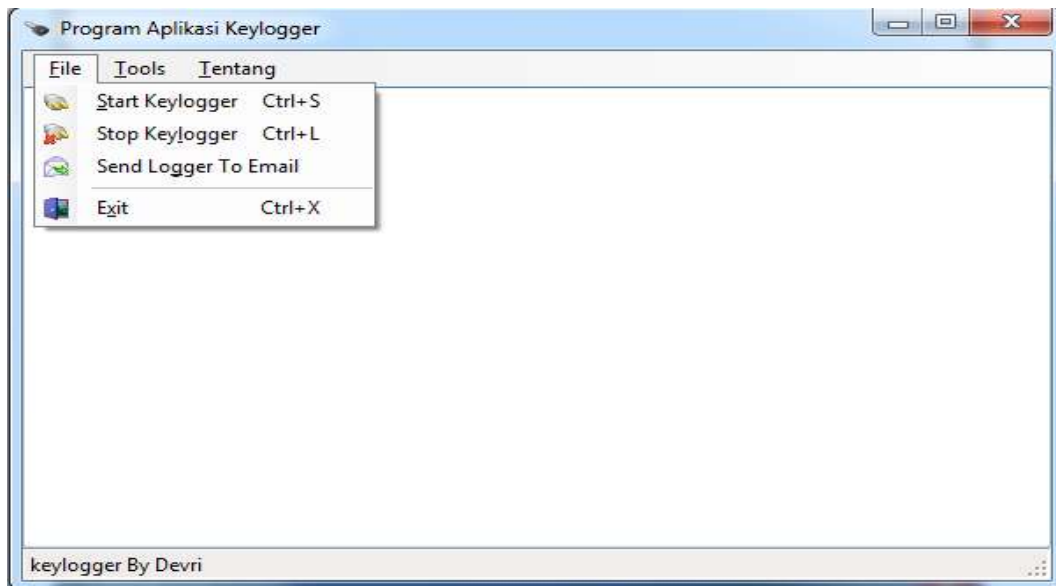 Program Aplikasi Keylogger
File Tools Tentang
Start Keylogger Ctrl+S
Stop Keylogger Ctrl+L
Send Logger To Email
Exit Ctrl+X
keylogger By Devri